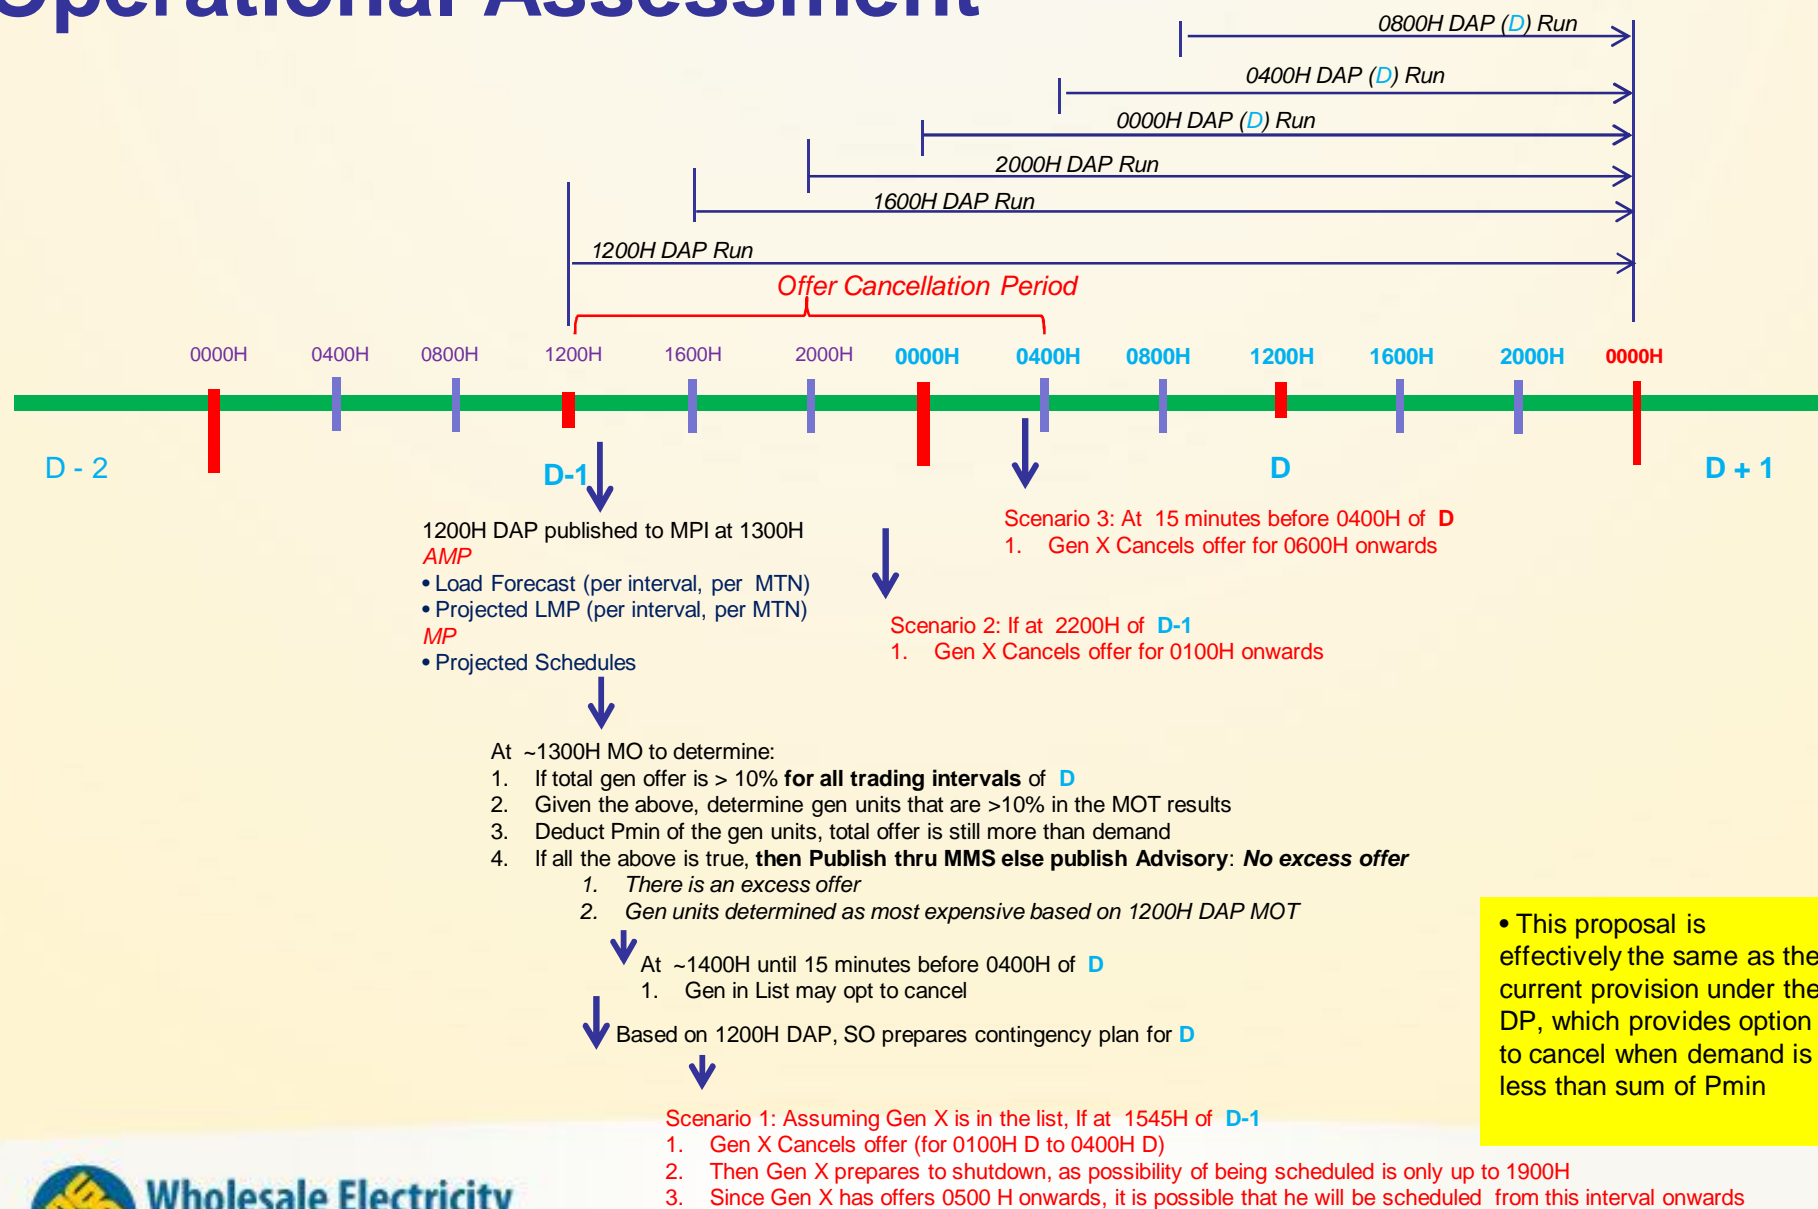 Operational Assessment
0800H DAP (D) Run
0400H DAP (D) Run
0000H DAP (D) Run
2000H DAP Run
1600H DAP Run
1200H DAP Run
Offer Cancellation Period
0000H 0400H 0800H 1200H 1600H 2000H 0000H 0400H 0800H 1200H 1600H 2000H 0000H
D - 2 D-1 D D + 1
1200H DAP published to MPI at 1300H
AMP
• Load Forecast (per interval, per MTN)
• Projected LMP (per interval, per MTN)
MP
• Projected Schedules
Scenario 3: At 15 minutes before 0400H of D
1. Gen X Cancels offer for 0600H onwards
Scenario 2: If at 2200H of D-1
1. Gen X Cancels offer for 0100H onwards
At ~1300H MO to determine:
1. If total gen offer is > 10% for all trading intervals of D
2. Given the above, determine gen units that are >10% in the MOT results
3. Deduct Pmin of the gen units, total offer is still more than demand
4. If all the above is true, then Publish thru MMS else publish Advisory: No excess offer
1. There is an excess offer
2. Gen units determined as most expensive based on 1200H DAP MOT
At ~1400H until 15 minutes before 0400H of D
1. Gen in List may opt to cancel
Based on 1200H DAP, SO prepares contingency plan for D
• This proposal is
effectively the same as the
current provision under the
DP, which provides option
to cancel when demand is
less than sum of Pmin
Scenario 1: Assuming Gen X is in the list, If at 1545H of D-1
1. Gen X Cancels offer (for 0100H D to 0400H D)
2. Then Gen X prepares to shutdown, as possibility of being scheduled is only up to 1900H
3. Since Gen X has offers 0500 H onwards, it is possible that he will be scheduled from this interval onwards
Wholesale Electricity